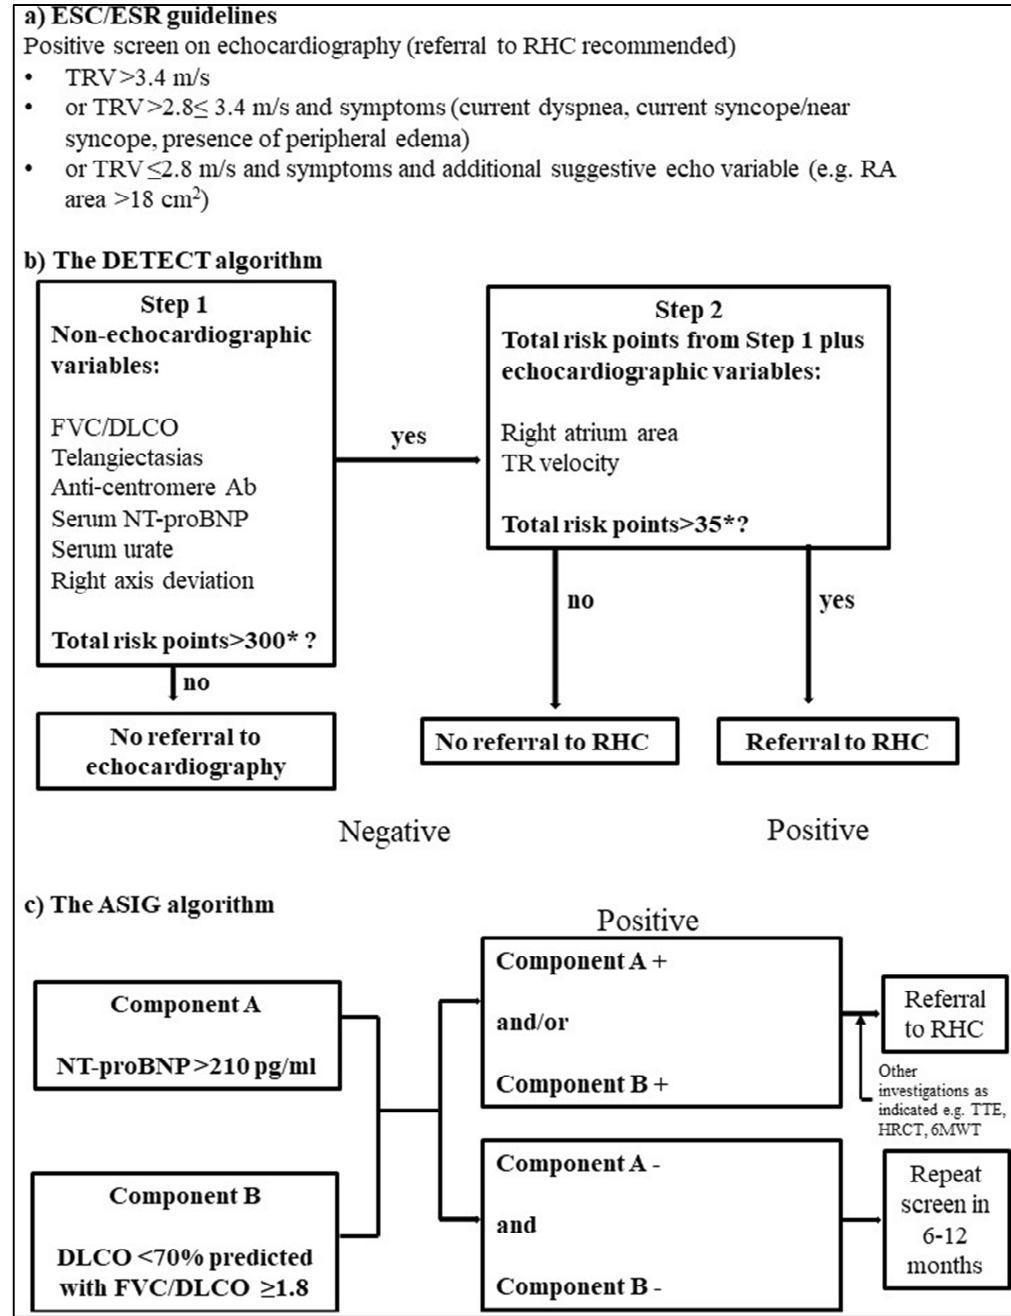 a) ESC/ESR guidelines
Positive screen on echocardiography (referral to RHC recommended)
• TRV>3.4 m/s
• or TRV>2.8≤ 3.4 m/s and symptoms (current dyspnea, current syncope/near
syncope, presence of peripheral edema)
• or TRV ≤2.8 m/s and symptoms and additional suggestive echo variable (e.g. RA
area >18 cm²)
b) The DETECT algorithm
Step 1
Non-echocardiographic
variables:
FVC/DLCO
Telangiectasias
Anti-centromere Ab
Serum NT-proBNP
Serum urate
Right axis deviation
Total risk points>300* ?
yes
Step 2
Total risk points from Step 1 plus
echocardiographic variables:
Right atrium area
TR velocity
Total risk points>35*?
no
no
yes
No referral to
echocardiography
No referral to RHC
Referral to RHC
Negative
Positive
c) The ASIG algorithm
Positive
Component A
NT-proBNP>210 pg/ml
Component B
DLCO <70% predicted
with FVC/DLCO ≥1.8
Component A +
and/or
Component B +
Referral
to RHC
Other
investigations as
indicated e.g. TTE,
HRCT, 6MWT
Component A -
and
Component B -
Repeat
screen in
6-12
months